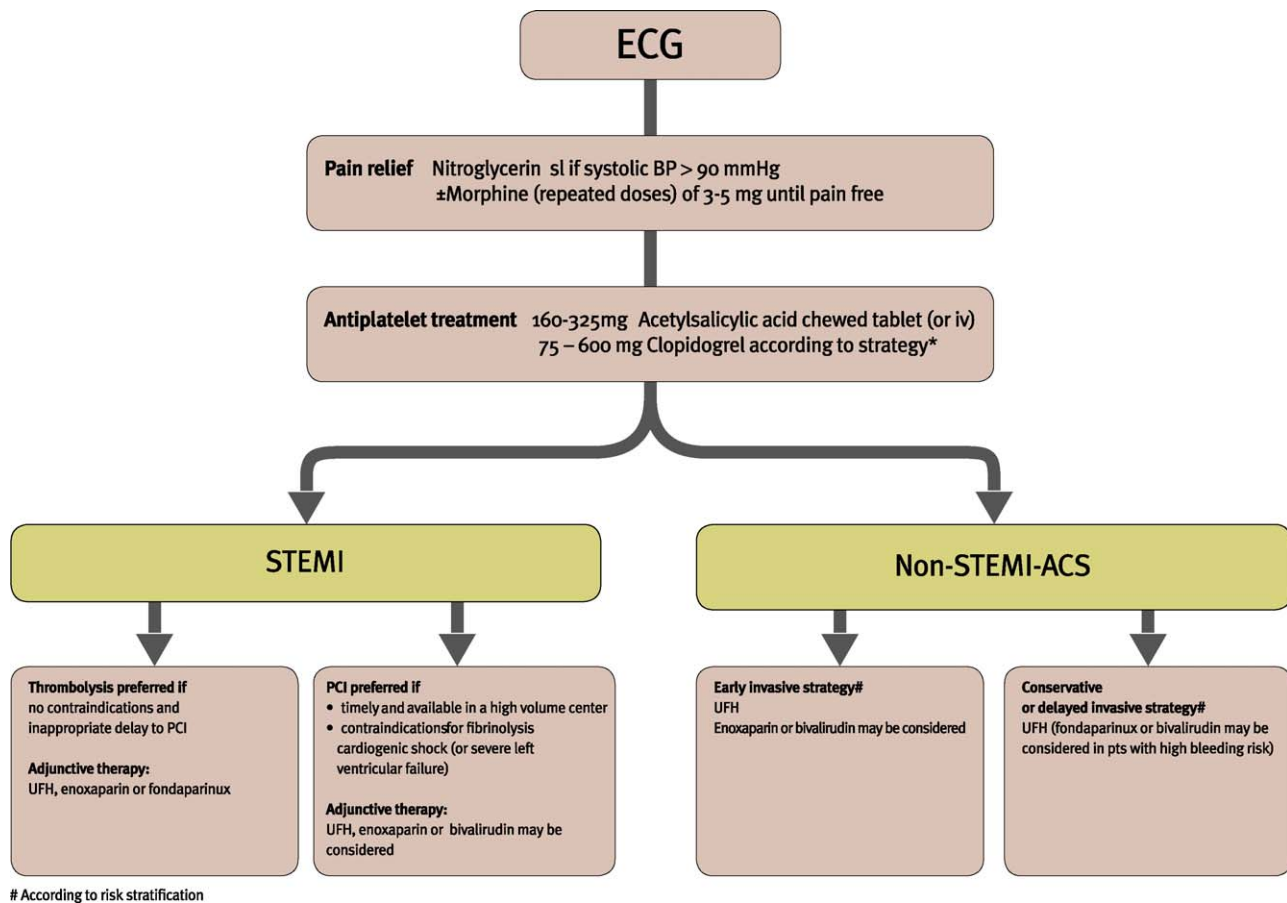 ECG
Pain relief Nitroglycerin sl if systolic BP > 90 mmHg
±Morphine (repeated doses) of 3-5 mg until pain free
Antiplatelet treatment 160-325mg Acetylsalicylic acid chewed tablet (or iv)
75 – 600 mg Clopidogrel according to strategy*
STEMI
Non-STEMI-ACS
Thrombolysis preferred if
no contraindications and
inappropriate delay to PCI
Adjunctive therapy:
UFH, enoxaparin or fondaparinux
PCI preferred if
• timely and available in a high volume center
• contraindications for fibrinolysis
cardiogenic shock (or severe left
ventricular failure)
Adjunctive therapy:
UFH, enoxaparin or bivalirudin may be
considered
Early invasive strategy#
UFH
Enoxaparin or bivalirudin may be considered
Conservative
or delayed invasive strategy#
UFH (fondaparinux or bivalirudin may be
considered in pts with high bleeding risk)
# According to risk stratification